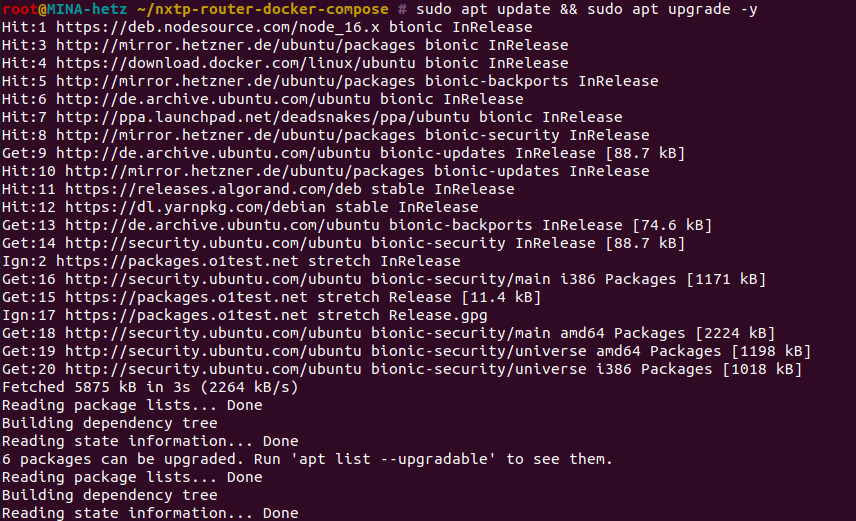 root@MINA-hetz ~/nxtp-router-docker-compose # sudo apt update && sudo apt upgrade -y
Hit:1 https://deb.nodesource.com/node_16.x bionic InRelease
Hit:3 http://mirror.hetzner.de/ubuntu/packages bionic InRelease
Hit:4 https://download.docker.com/linux/ubuntu bionic InRelease
Hit:5 http://mirror.hetzner.de/ubuntu/packages bionic-backports InRelease
Hit:6 http://de.archive.ubuntu.com/ubuntu bionic InRelease
Hit:7 http://ppa.launchpad.net/deadsnakes/ppa/ubuntu bionic InRelease
Hit:8 http://mirror.hetzner.de/ubuntu/packages bionic-security InRelease
Get:9 http://de.archive.ubuntu.com/ubuntu bionic-updates InRelease [88.7 kB]
Hit:10 http://mirror.hetzner.de/ubuntu/packages bionic-updates InRelease
Hit:11 https://releases.algorand.com/deb stable InRelease
Hit:12 https://dl.yarnpkg.com/debian stable InRelease
Get:13 http://de.archive.ubuntu.com/ubuntu bionic-backports InRelease [74.6 kB]
Get:14 http://security.ubuntu.com/ubuntu bionic-security InRelease [88.7 kB]
Ign:2 https://packages.o1test.net stretch InRelease
Get:16 http://security.ubuntu.com/ubuntu bionic-security/main i386 Packages [1171 kB]
Get:15 https://packages.o1test.net stretch Release [11.4 kB]
Ign:17 https://packages.o1test.net stretch Release.gpg
Get:18 http://security.ubuntu.com/ubuntu bionic-security/main amd64 Packages [2224 kB]
Get:19 http://security.ubuntu.com/ubuntu bionic-security/universe amd64 Packages [1198 kB]
Get:20 http://security.ubuntu.com/ubuntu bionic-security/universe i386 Packages [1018 kB]
Fetched 5875 kB in 3s (2264 kB/s)
Reading package lists... Done
Building dependency tree
Reading state information... Done
6 packages can be upgraded. Run 'apt list --upgradable' to see them.
Reading package lists... Done
Building dependency tree
Reading state information... Done